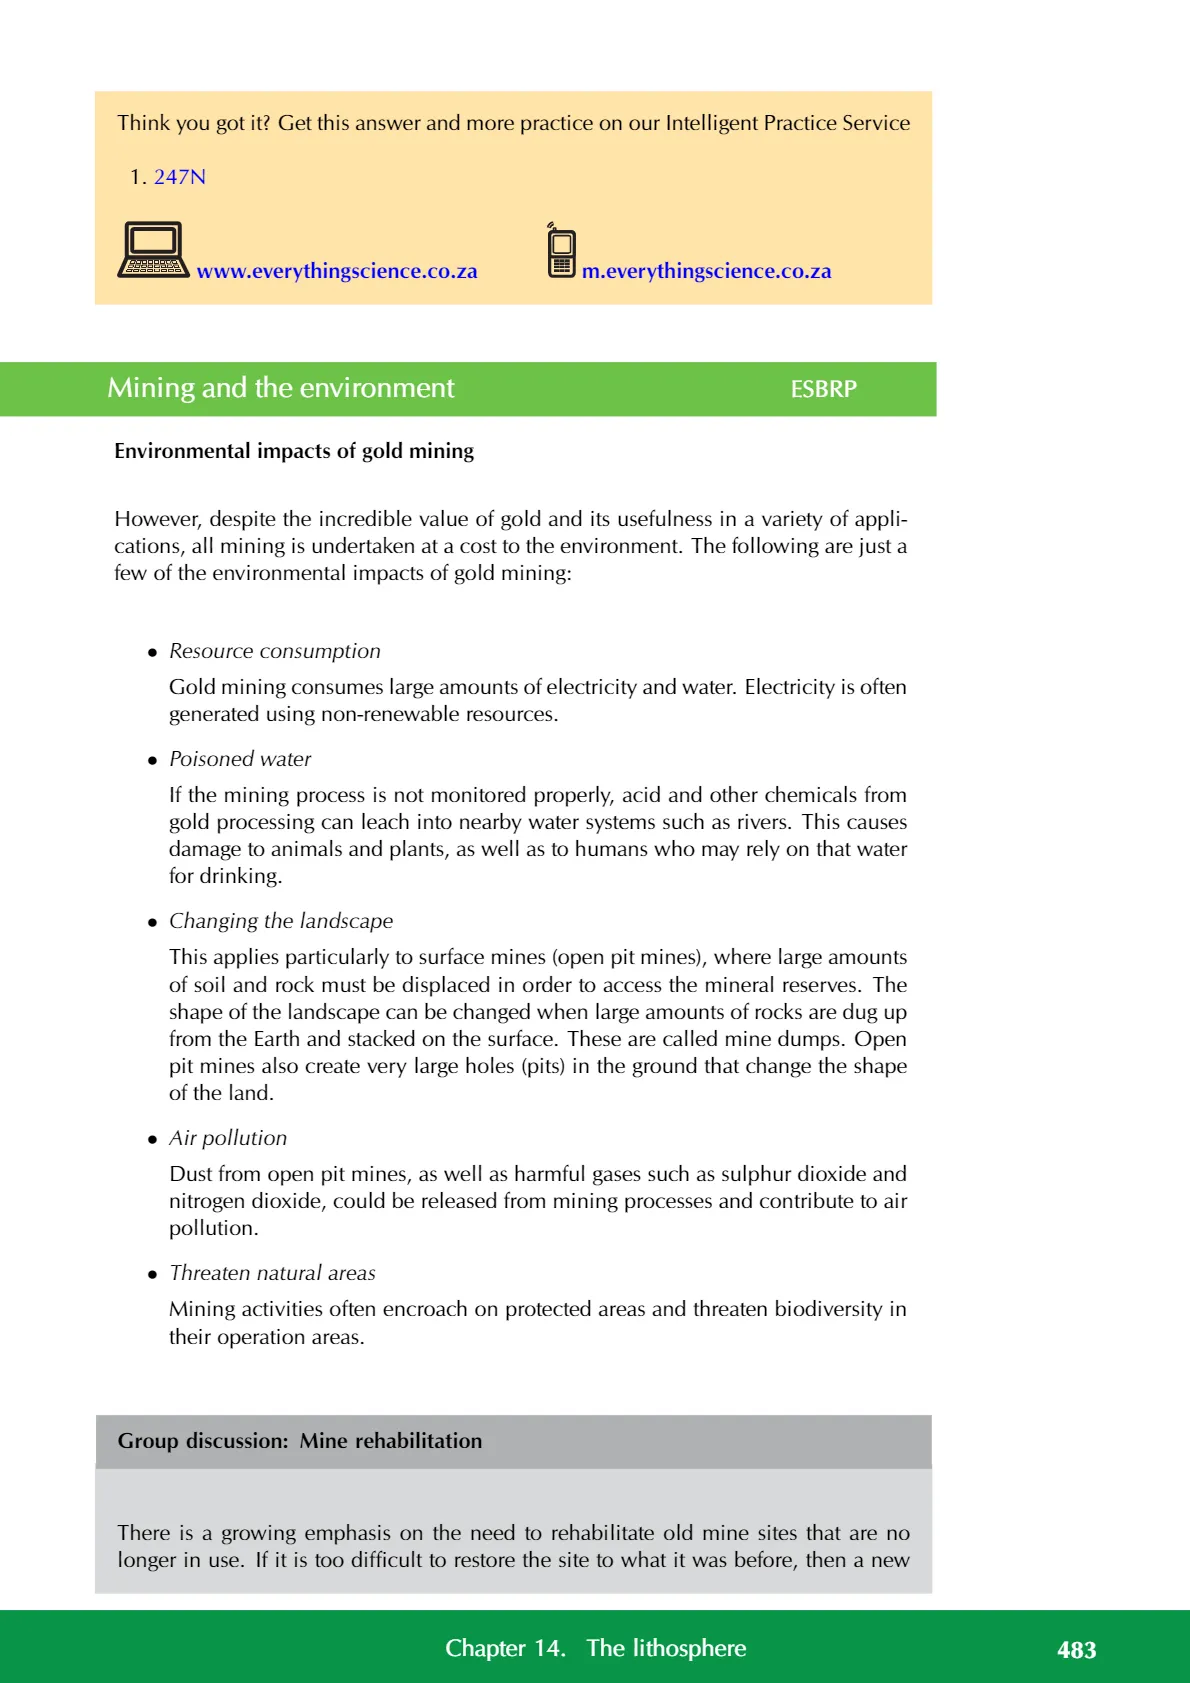 Think you got it? Get this answer and more practice on our Intelligent Practice Service
1. 247N
www.everythingscience.co.za
m.everythingscience.co.za
Mining and the environment
ESBRP
Environmental impacts of gold mining
However, despite the incredible value of gold and its usefulness in a variety of appli-
cations, all mining is undertaken at a cost to the environment. The following are just a
few of the environmental impacts of gold mining:
• Resource consumption
Gold mining consumes large amounts of electricity and water. Electricity is often
generated using non-renewable resources.
• Poisoned water
If the mining process is not monitored properly, acid and other chemicals from
gold processing can leach into nearby water systems such as rivers. This causes
damage to animals and plants, as well as to humans who may rely on that water
for drinking.
• Changing the landscape
This applies particularly to surface mines (open pit mines), where large amounts
of soil and rock must be displaced in order to access the mineral reserves. The
shape of the landscape can be changed when large amounts of rocks are dug up
from the Earth and stacked on the surface. These are called mine dumps. Open
pit mines also create very large holes (pits) in the ground that change the shape
of the land.
• Air pollution
Dust from open pit mines, as well as harmful gases such as sulphur dioxide and
nitrogen dioxide, could be released from mining processes and contribute to air
pollution.
• Threaten natural areas
Mining activities often encroach on protected areas and threaten biodiversity in
their operation areas.
Group discussion: Mine rehabilitation
There is a growing emphasis on the need to rehabilitate old mine sites that are no
longer in use. If it is too difficult to restore the site to what it was before, then a new
Chapter 14. The lithosphere
483